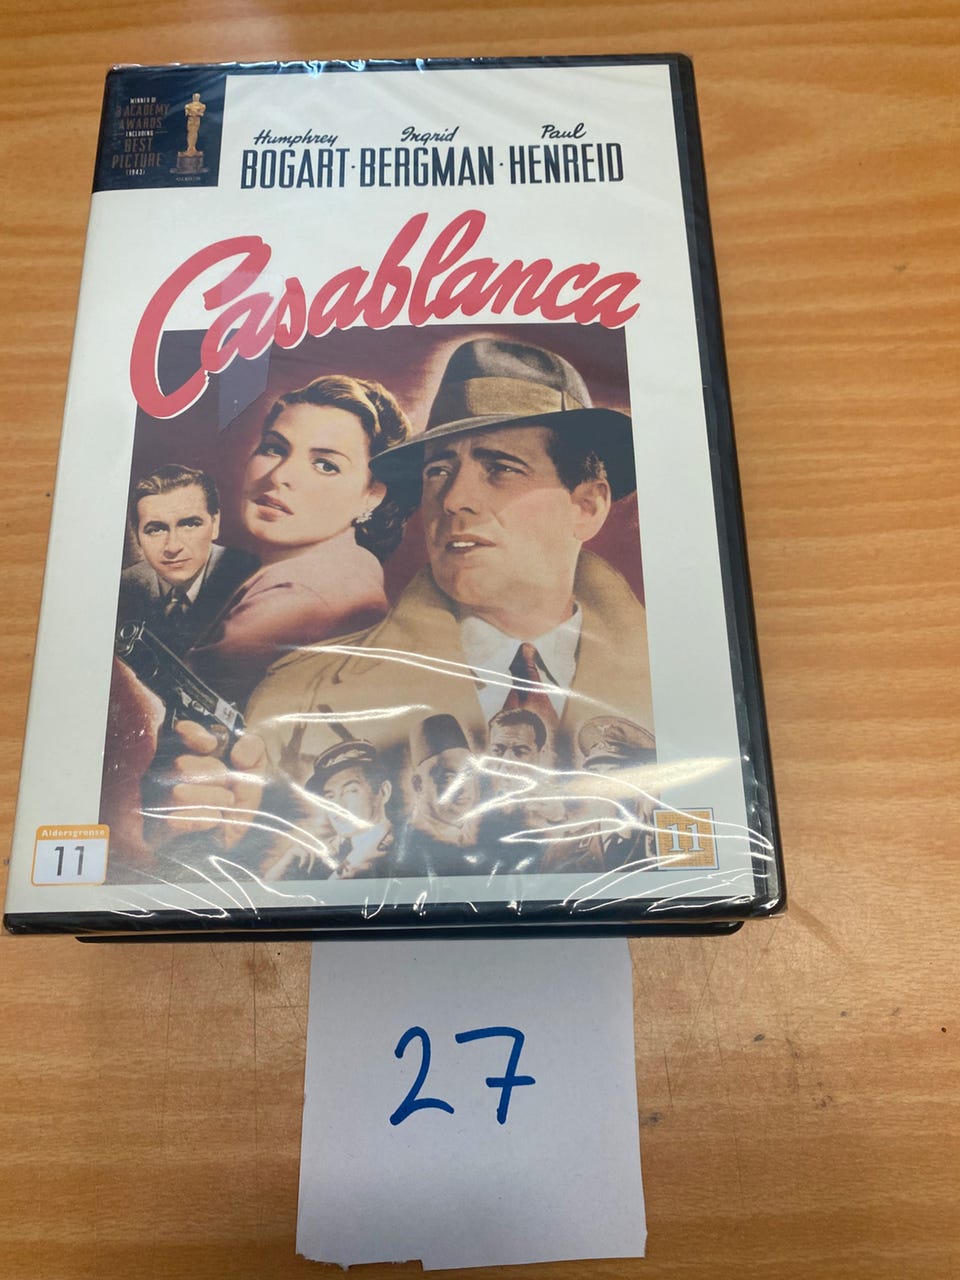 WINNER OF
3 ACADEMY
AWARDS
INCLUDING
BEST
PICTURE
(1943)
Humphrey Ingrid Paul
BOGART·BERGMAN·HENREID
Casablanca
Aldersgrense
11
11
27